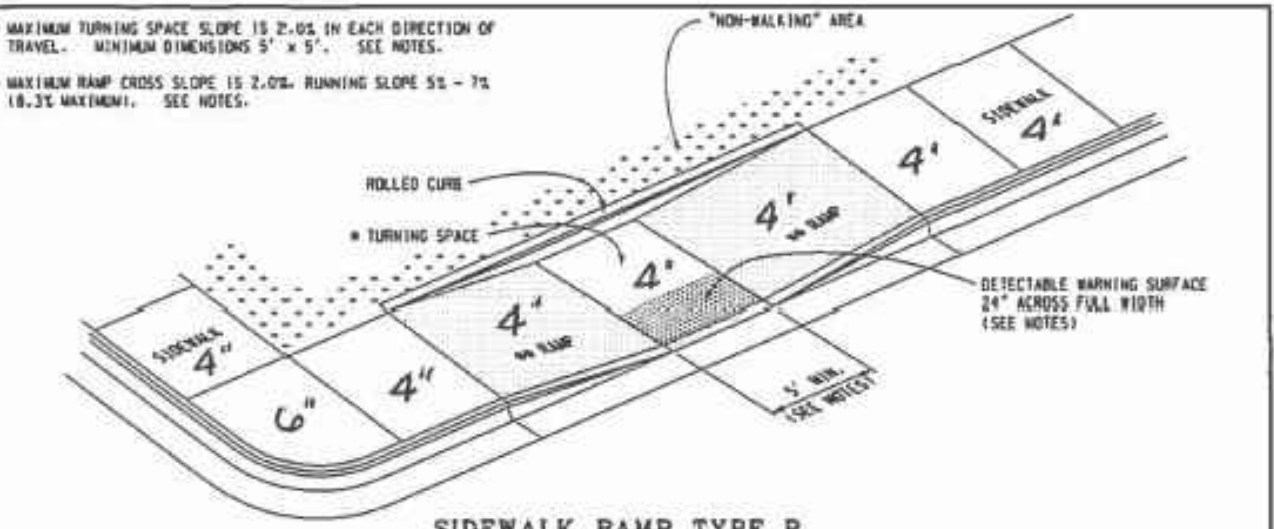 MAXIMUM TURNING SPACE SLOPE IS 2.0% IN EACH DIRECTION OF
TRAVEL. MINIMUM DIMENSIONS 5' x 5'. SEE NOTES.
MAXIMUM RAMP CROSS SLOPE IS 2.0%. RUNNING SLOPE 5% - 7%
(8.3% MAXIMUM). SEE NOTES.
"NON-WALKING" AREA
SIDEWALK
4"
4"
ROLLED CURB
4"
** RAMP
* TURNING SPACE
4"
DETECTABLE WARNING SURFACE
24" ACROSS FULL WIDTH
(SEE NOTES)
4"
** RAMP
SIDEWALK
4"
4"
6"
5' MIN.
(SEE NOTES)
SIDEWALK RAMP TYPE